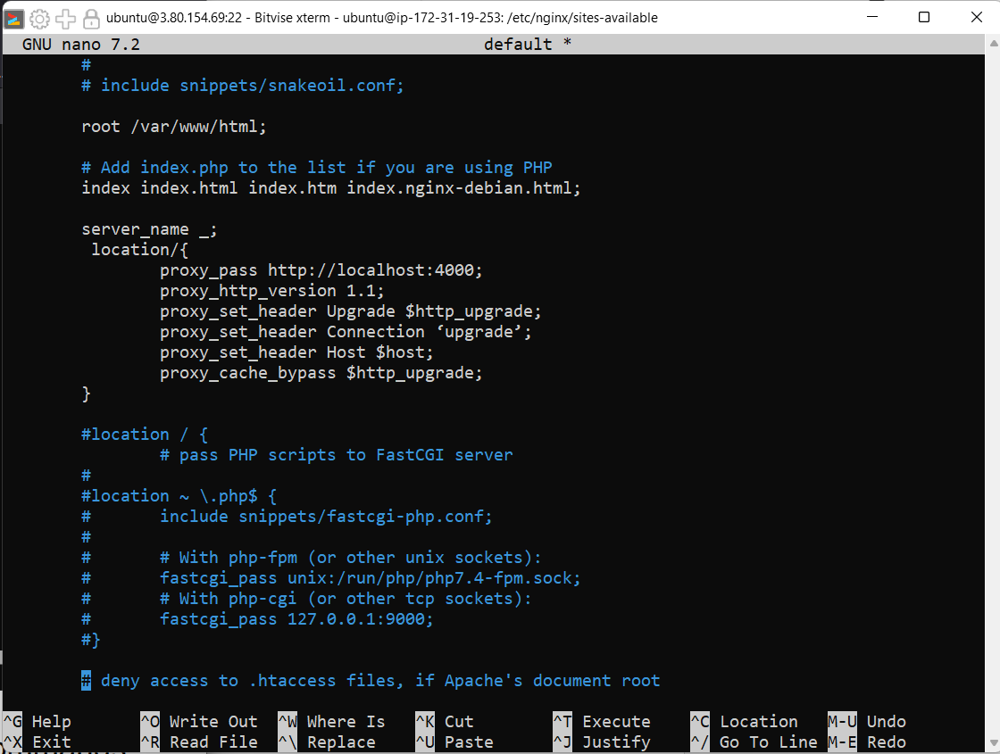 ubuntu@3.80.154.69:22 - Bitvise xterm - ubuntu@ip-172-31-19-253: /etc/nginx/sites-available
GNU nano 7.2 default *
#
# include snippets/snakeoil.conf;
root /var/www/html;
# Add index.php to the list if you are using PHP
index index.html index.htm index.nginx-debian.html;
server_name _;
location/{
proxy_pass http://localhost:4000;
proxy_http_version 1.1;
proxy_set_header Upgrade $http_upgrade;
proxy_set_header Connection ‘upgrade’;
proxy_set_header Host $host;
proxy_cache_bypass $http_upgrade;
}
#location / {
# pass PHP scripts to FastCGI server
#
#location ~ \.php$ {
# include snippets/fastcgi-php.conf;
#
# # With php-fpm (or other unix sockets):
# fastcgi_pass unix:/run/php/php7.4-fpm.sock;
# # With php-cgi (or other tcp sockets):
# fastcgi_pass 127.0.0.1:9000;
#}
# deny access to .htaccess files, if Apache's document root
^G Help ^O Write Out ^W Where Is ^K Cut ^T Execute ^C Location M-U Undo
^X Exit ^R Read File ^\ Replace ^U Paste ^J Justify ^/ Go To Line M-E Redo